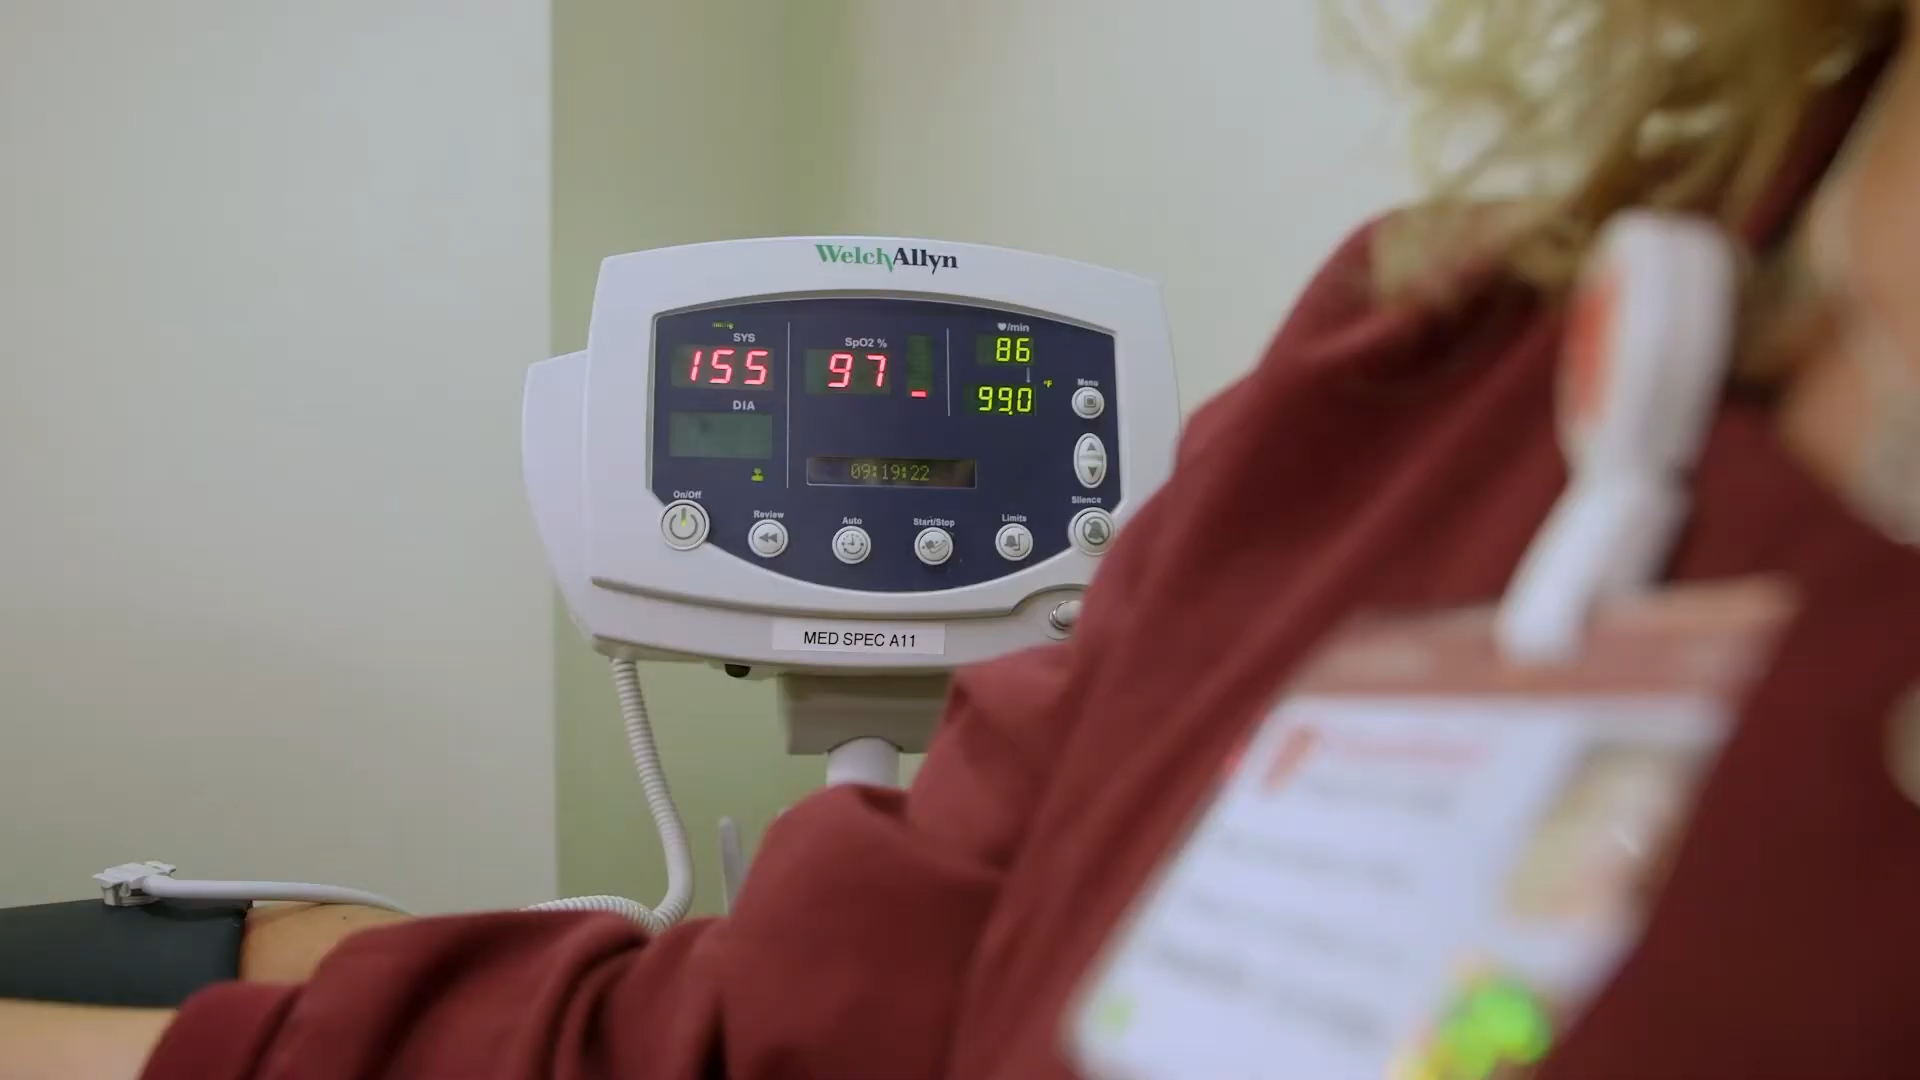 WelchAllyn
mmHg
SYS
155
DIA
SpO2 %
97
/min
86
99.0
°F
Menu
09:19:22
On/Off
Review
Auto
Start/Stop
Limits
Silence
MED SPEC A11